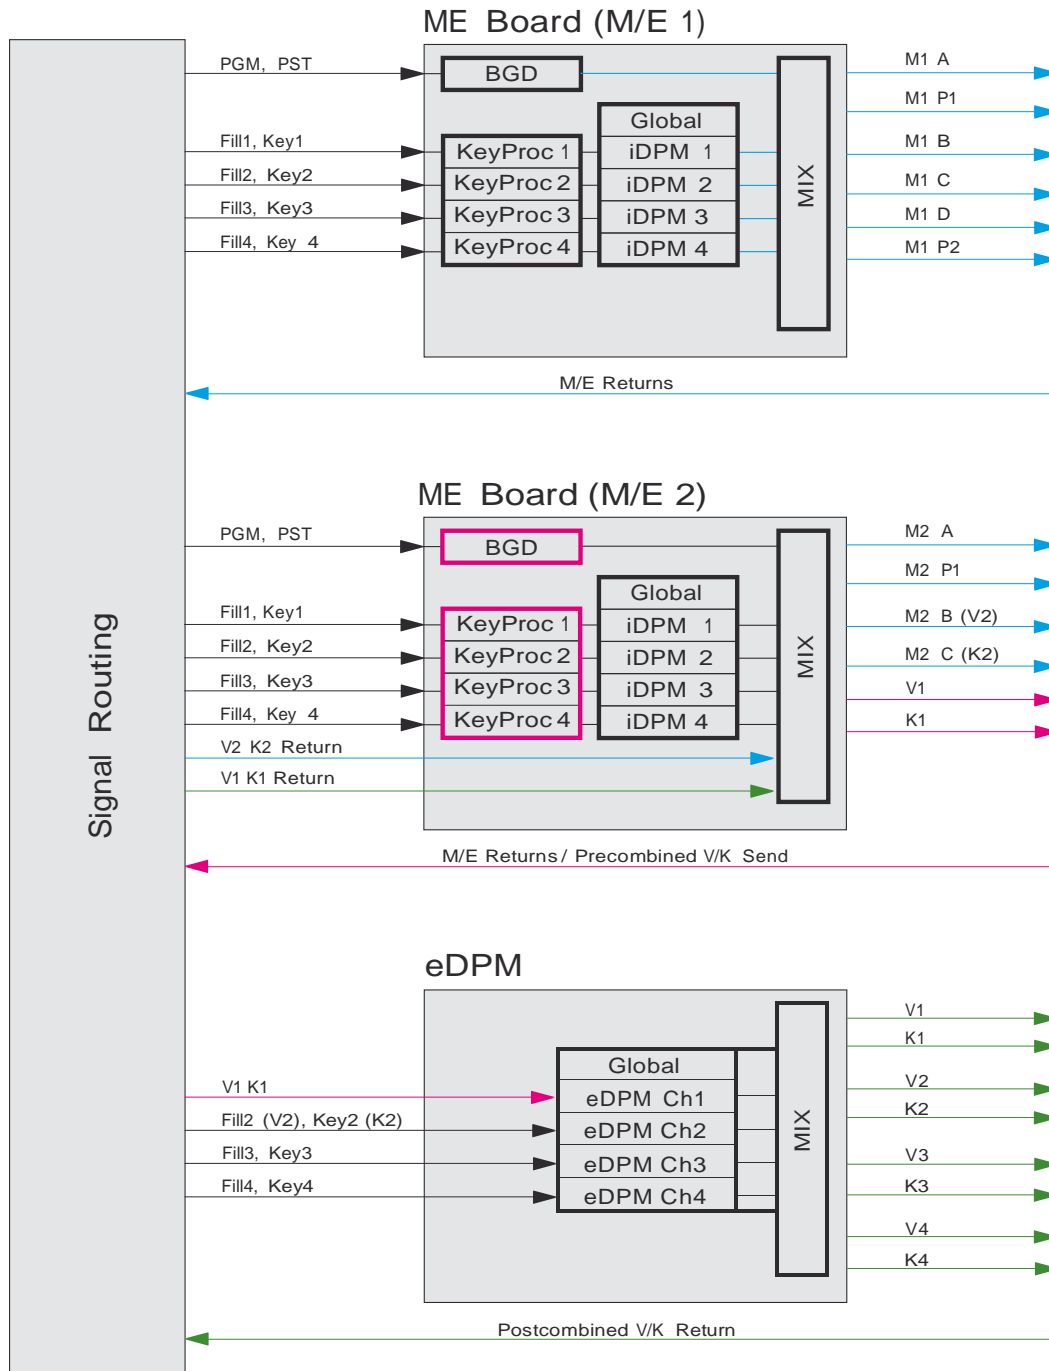 ME Board (M/E 1)
PGM, PST
BGD
M1 A
M1 P1
Global
Fill1, Key1
KeyProc 1
iDPM 1
M1 B
Fill2, Key2
KeyProc 2
iDPM 2
MIX
M1 C
Fill3, Key3
KeyProc 3
iDPM 3
M1 D
Fill4, Key 4
KeyProc 4
iDPM 4
M1 P2
M/E Returns
ME Board (M/E 2)
PGM, PST
BGD
M2 A
M2 P1
Global
Fill1, Key1
KeyProc 1
iDPM 1
M2 B (V2)
Fill2, Key2
KeyProc 2
iDPM 2
MIX
M2 C (K2)
Fill3, Key3
KeyProc 3
iDPM 3
V1
Fill4, Key 4
KeyProc 4
iDPM 4
K1
V2 K2 Return
V1 K1 Return
Signal Routing
M/E Returns / Precombined V/K Send
eDPM
V1
K1
Global
V1 K1
eDPM Ch1
V2
Fill2 (V2), Key2 (K2)
eDPM Ch2
MIX
K2
Fill3, Key3
eDPM Ch3
V3
Fill4, Key4
eDPM Ch4
K3
V4
K4
Postcombined V/K Return